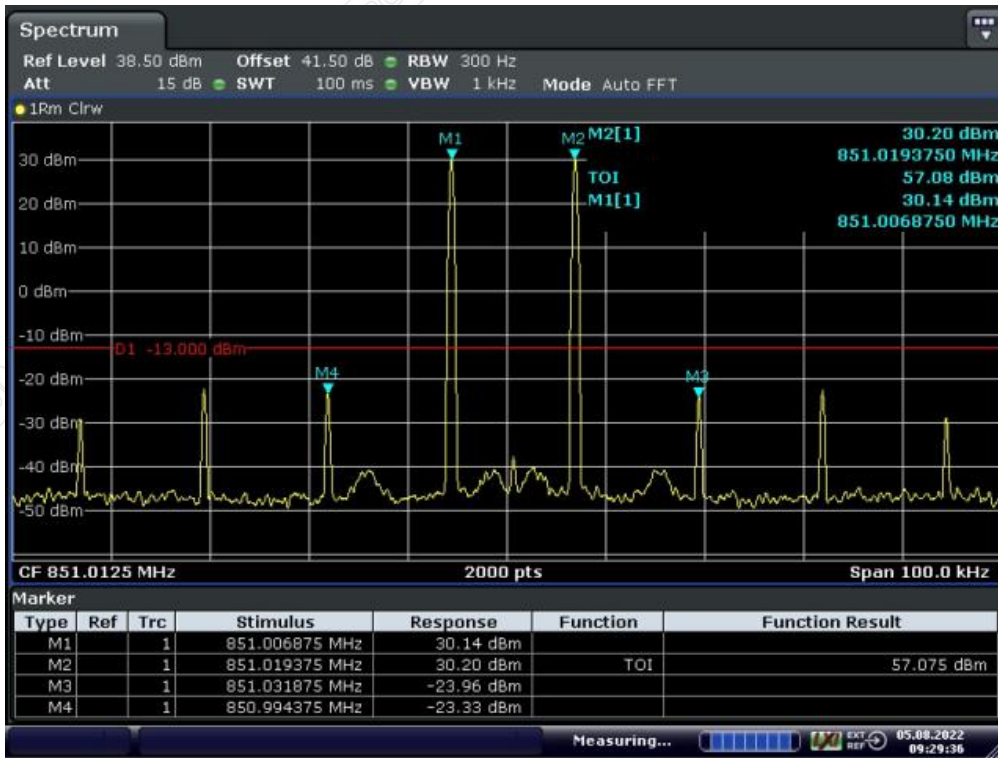 Spectrum
Ref Level 38.50 dBm Offset 41.50 dB RBW 300 Hz
Att 15 dB SWT 100 ms VBW 1 kHz Mode Auto FFT
1Rm Clrw
M1 M2 M2[1] 30.20 dBm
30 dBm 851.0193750 MHz
TOI 57.08 dBm
20 dBm M1[1] 30.14 dBm
851.0068750 MHz
10 dBm
0 dBm
-10 dBm
D1 -13.000 dBm
-20 dBm M4 M3
-30 dBm
-40 dBm
-50 dBm
CF 851.0125 MHz 2000 pts Span 100.0 kHz
Marker
Type Ref Trc Stimulus Response Function Function Result
M1 1 851.006875 MHz 30.14 dBm
M2 1 851.019375 MHz 30.20 dBm TOI 57.075 dBm
M3 1 851.031875 MHz -23.96 dBm
M4 1 850.994375 MHz -23.33 dBm
Measuring... LXI EXT REF 05.08.2022
09:29:36